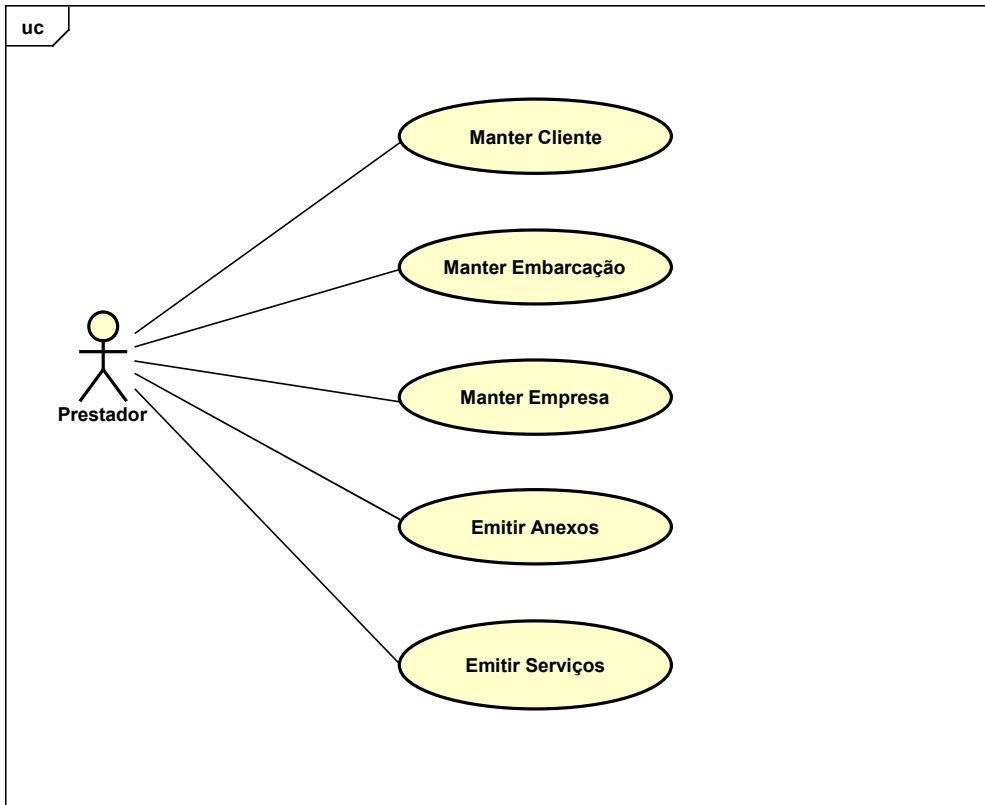 uc
Manter Cliente
Manter Embarcação
Manter Empresa
Prestador
Emitir Anexos
Emitir Serviços